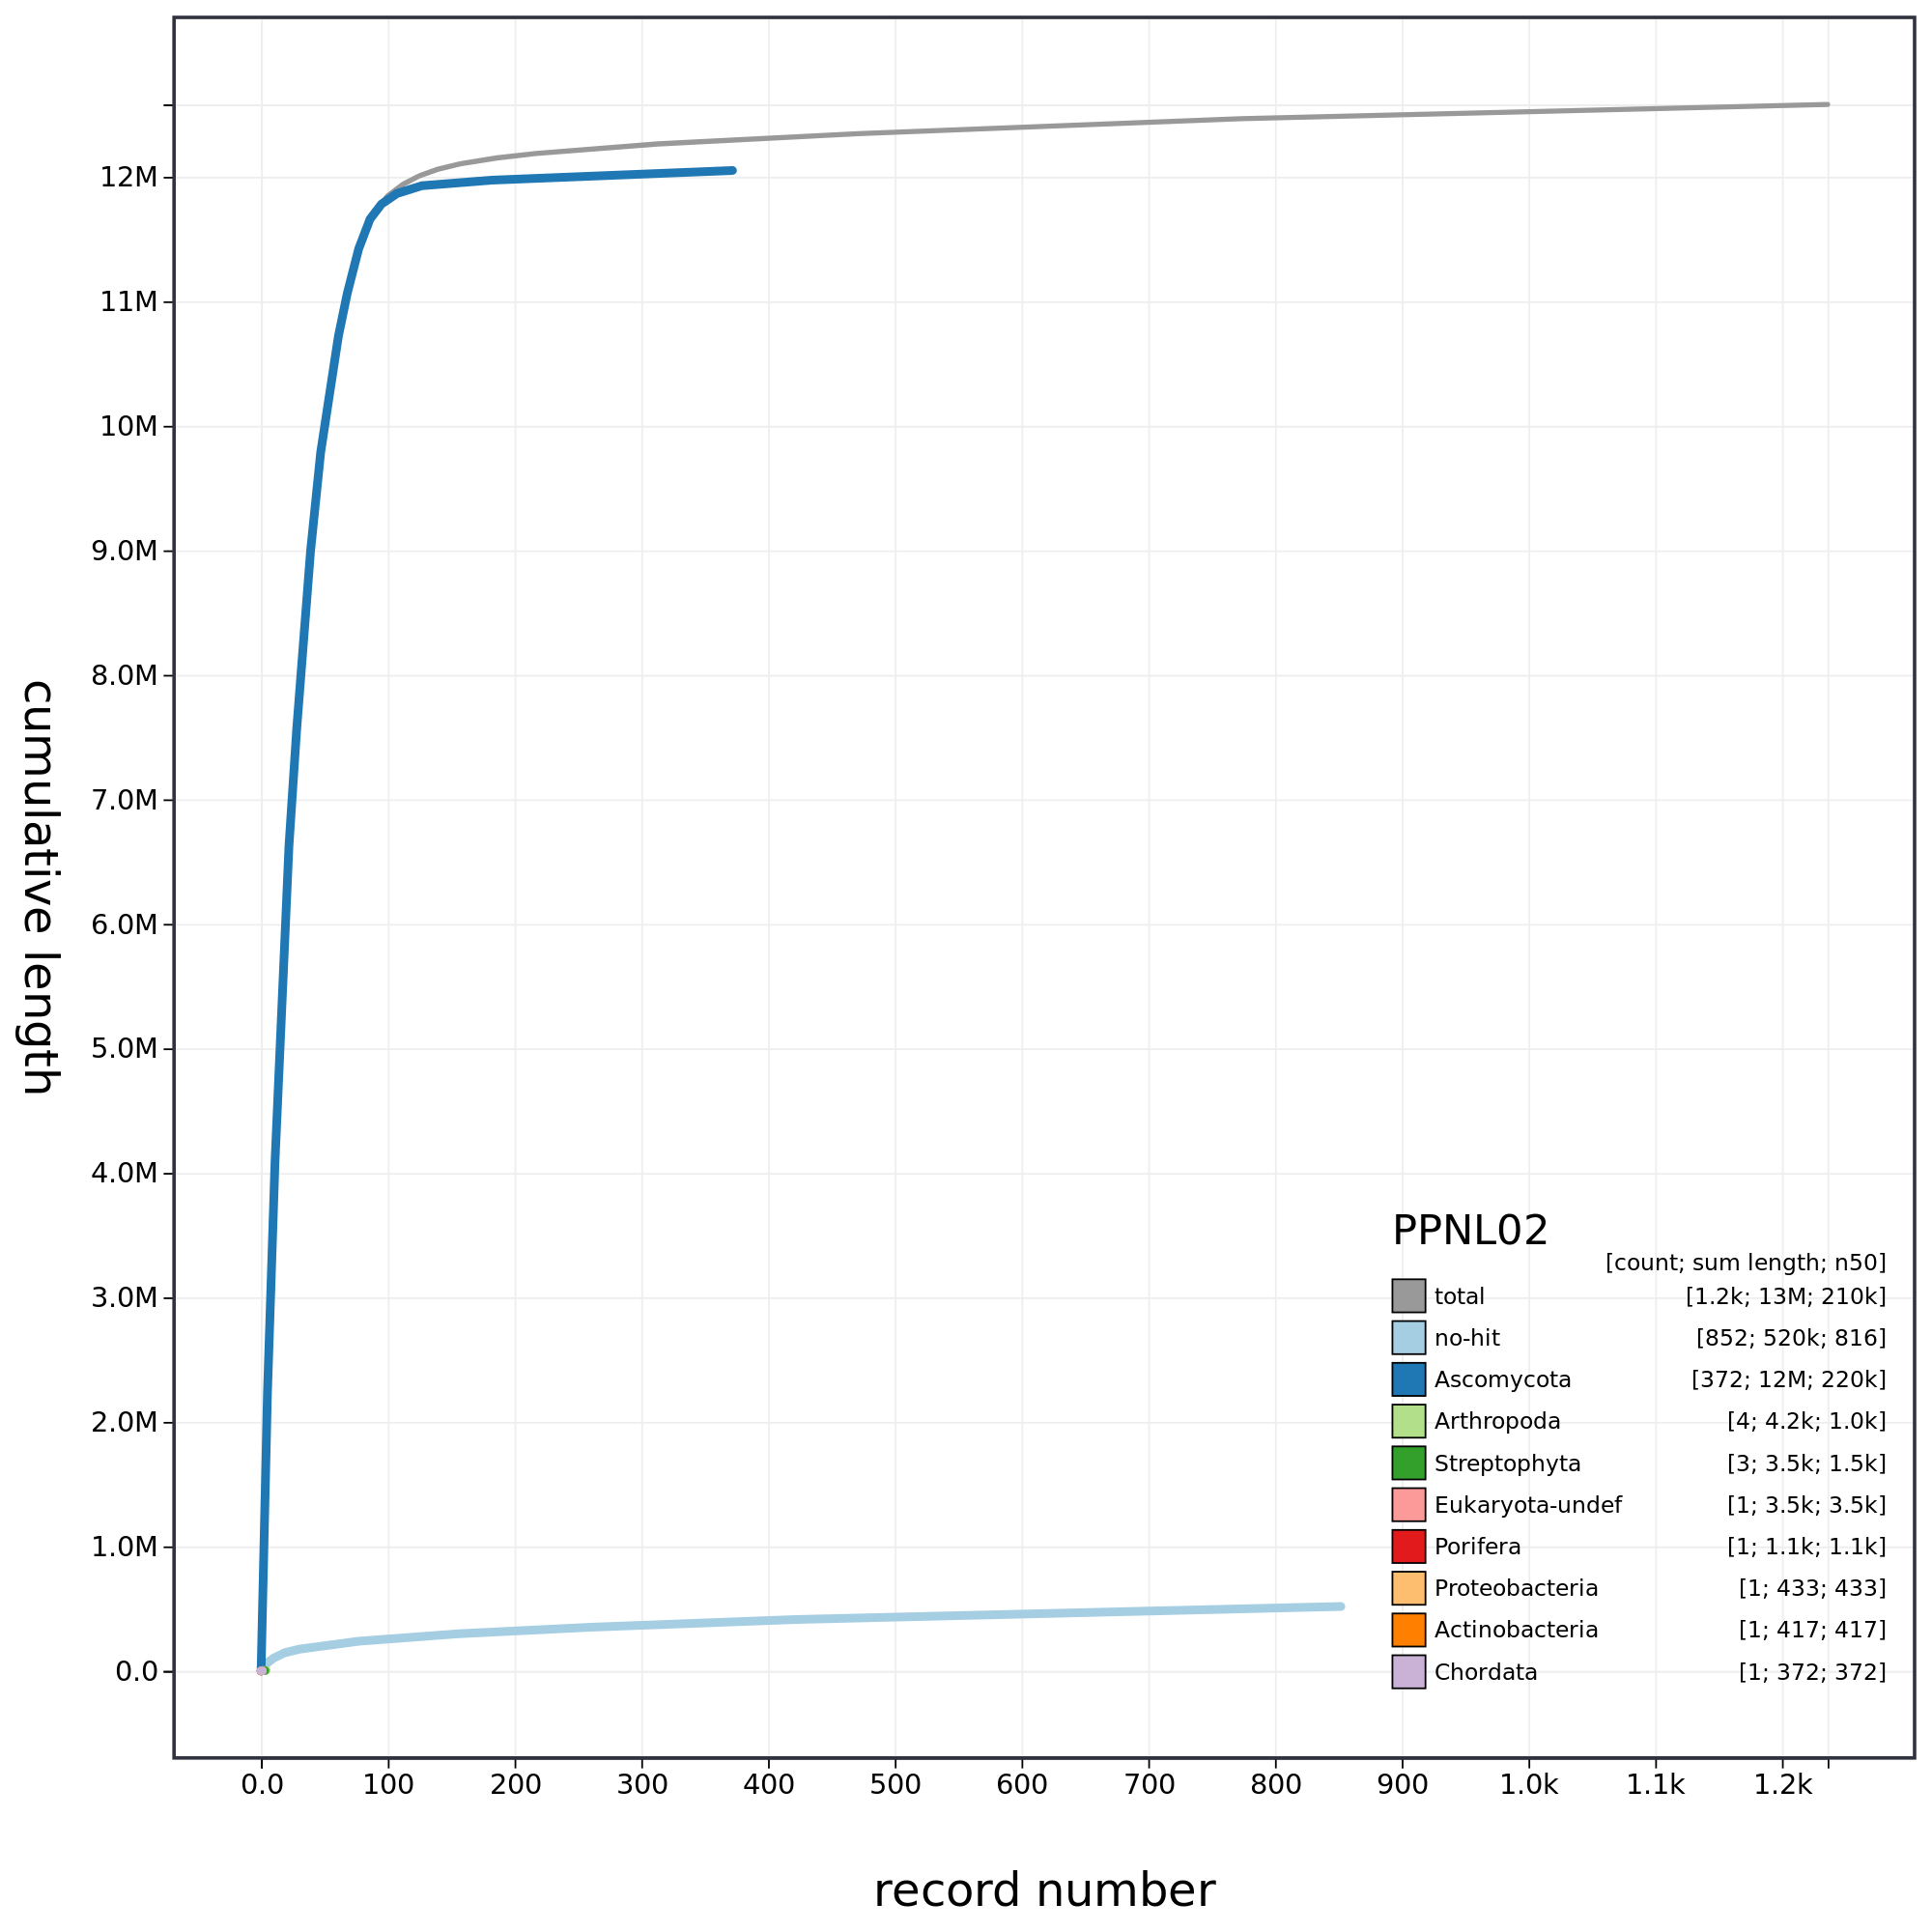 12M
11M
10M
9.0M
8.0M
7.0M
6.0M
5.0M
4.0M
3.0M
2.0M
1.0M
0.0
cumulative length
PPNL02
[count; sum length; n50]
total [1.2k; 13M; 210k]
no-hit [852; 520k; 816]
Ascomycota [372; 12M; 220k]
Arthropoda [4; 4.2k; 1.0k]
Streptophyta [3; 3.5k; 1.5k]
Eukaryota-undef [1; 3.5k; 3.5k]
Porifera [1; 1.1k; 1.1k]
Proteobacteria [1; 433; 433]
Actinobacteria [1; 417; 417]
Chordata [1; 372; 372]
0.0 100 200 300 400 500 600 700 800 900 1.0k 1.1k 1.2k
record number